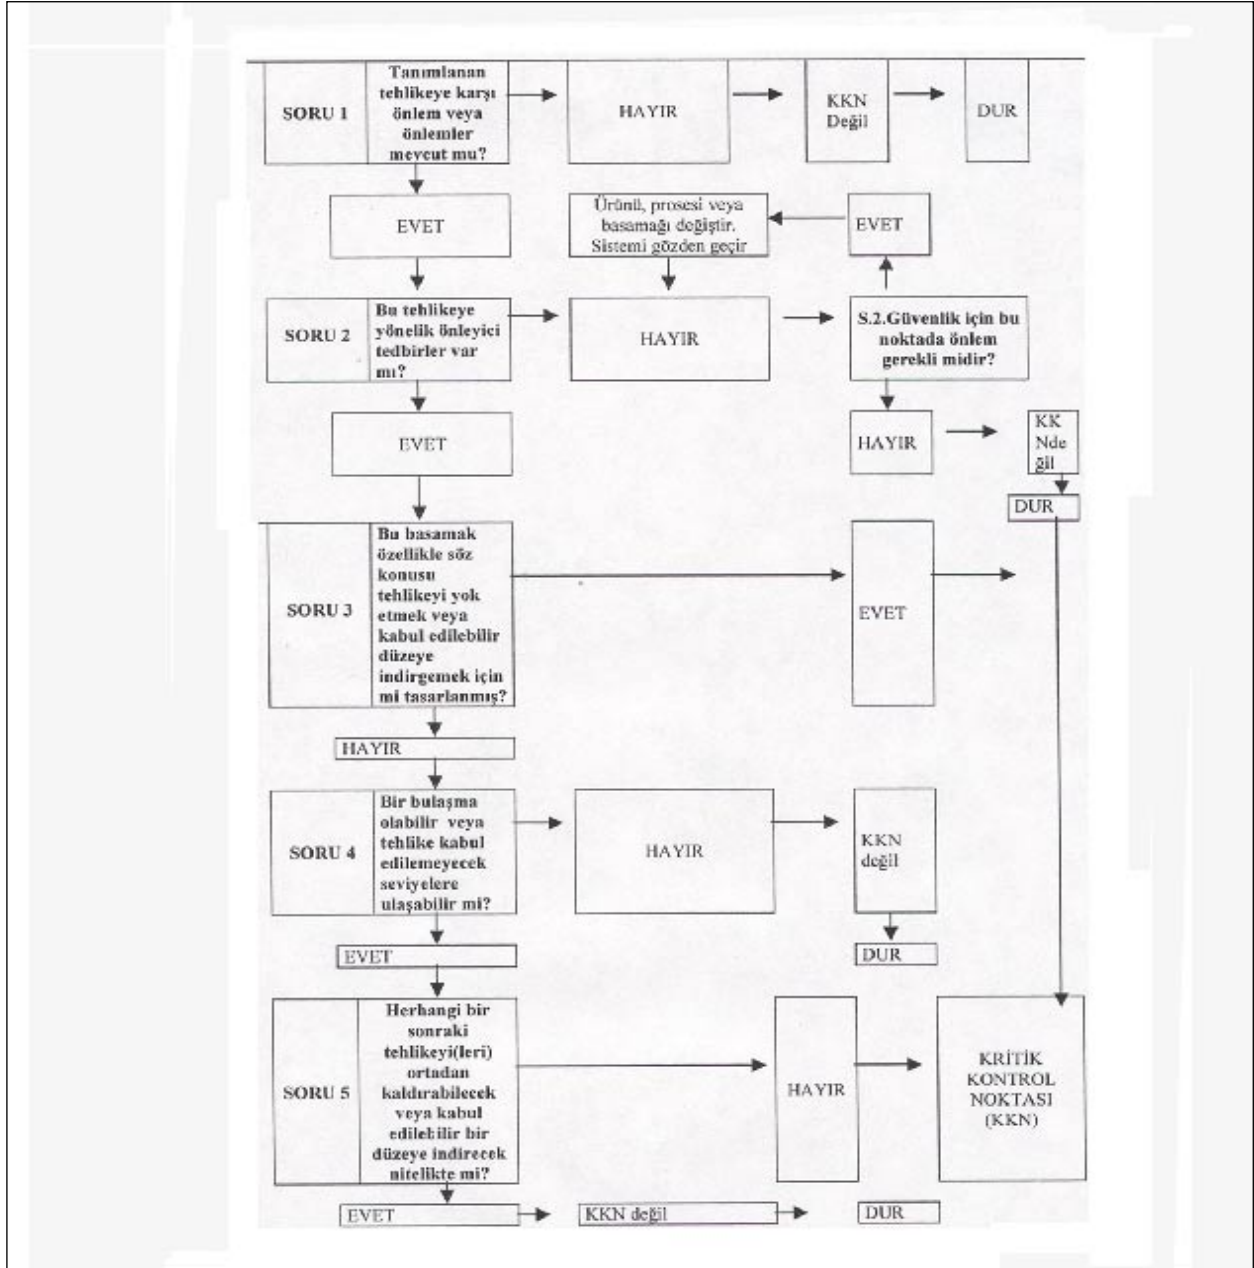 SORU 1
Tanımlanan
tehlikeye karşı
önlem veya
önlemler
mevcut mu?
HAYIR
KKN
Değil
DUR
EVET
Ürünü, prosesi veya
basamağı değiştir.
Sistemi gözden geçir
EVET
SORU 2
Bu tehlikeye
yönelik önleyici
tedbirler var
mı?
HAYIR
S.2.Güvenlik için bu
noktada önlem
gerekli midir?
EVET
HAYIR
KK
Nde
ğil
DUR
SORU 3
Bu basamak
özellikle söz
konusu
tehlikeyi yok
etmek veya
kabul edilebilir
düzeye
indirgemek için
mi tasarlanmış?
EVET
HAYIR
SORU 4
Bir bulaşma
olabilir veya
tehlike kabul
edilemeyecek
seviyelere
ulaşabilir mi?
HAYIR
KKN
değil
EVET
DUR
SORU 5
Herhangi bir
sonraki
tehlikeyi(leri)
ortadan
kaldırabilecek
veya kabul
edilebilir bir
düzeye indirecek
nitelikte mi?
HAYIR
KRİTİK
KONTROL
NOKTASI
(KKN)
EVET
KKN değil
DUR